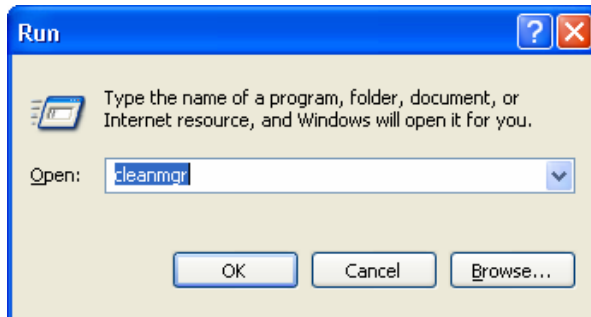 Run
Type the name of a program, folder, document, or
Internet resource, and Windows will open it for you.
Open: cleanmgr
OK Cancel Browse...